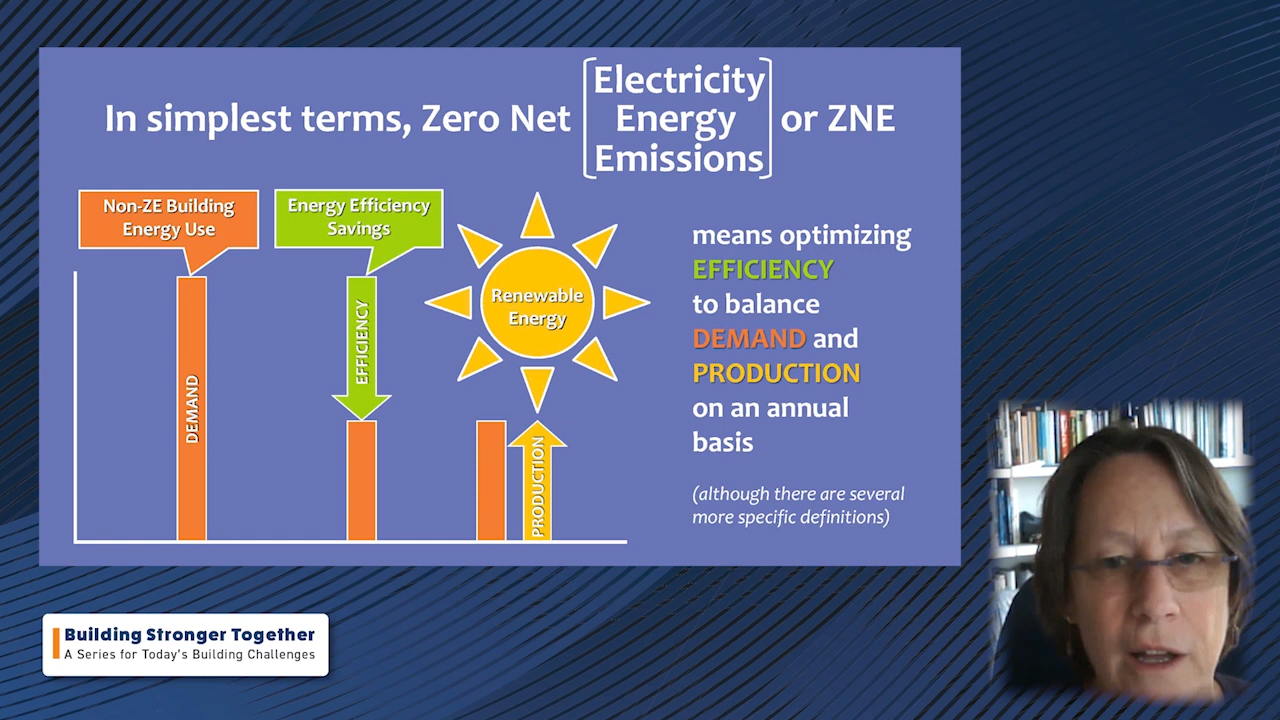 In simplest terms, Zero Net [Electricity Energy Emissions] or ZNE
Non-ZE Building
Energy Use
Energy Efficiency
Savings
Renewable
Energy
DEMAND
EFFICIENCY
PRODUCTION
means optimizing
EFFICIENCY
to balance
DEMAND and
PRODUCTION
on an annual
basis
(although there are several
more specific definitions)
Building Stronger Together
A Series for Today's Building Challenges